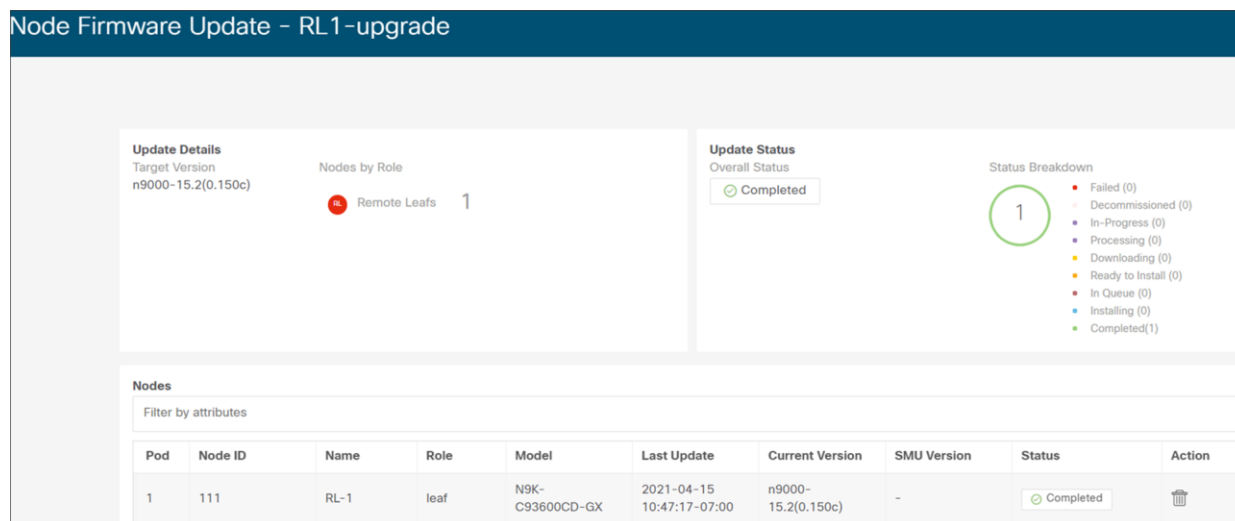 Node Firmware Update - RL1-upgrade
Update Details
Target Version
n9000-15.2(0.150c)
Nodes by Role
RL Remote Leafs 1
Update Status
Overall Status
Completed
Status Breakdown
1
Failed (0)
Decommissioned (0)
In-Progress (0)
Processing (0)
Downloading (0)
Ready to Install (0)
In Queue (0)
Installing (0)
Completed(1)
Nodes
Filter by attributes
Pod Node ID Name Role Model Last Update Current Version SMU Version Status Action
1 111 RL-1 leaf N9K- 2021-04-15 n9000- - Completed
C93600CD-GX 10:47:17-07:00 15.2(0.150c)